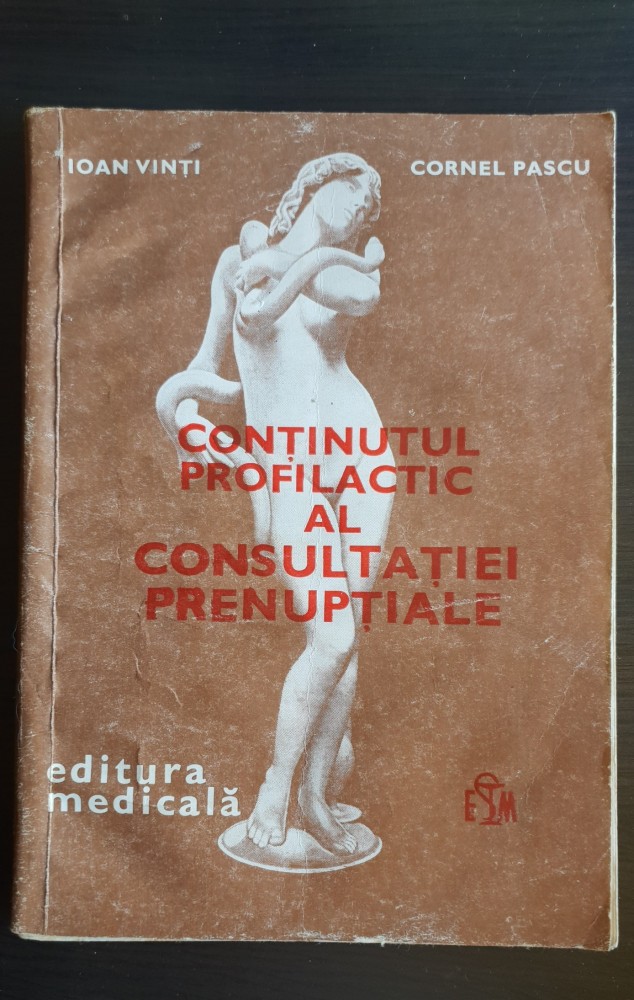 IOAN VINȚI
CORNEL PASCU
CONȚINUTUL
PROFILACTIC
AL
CONSULTAȚIEI
PRENUPȚIALE
editura
medicală
E M